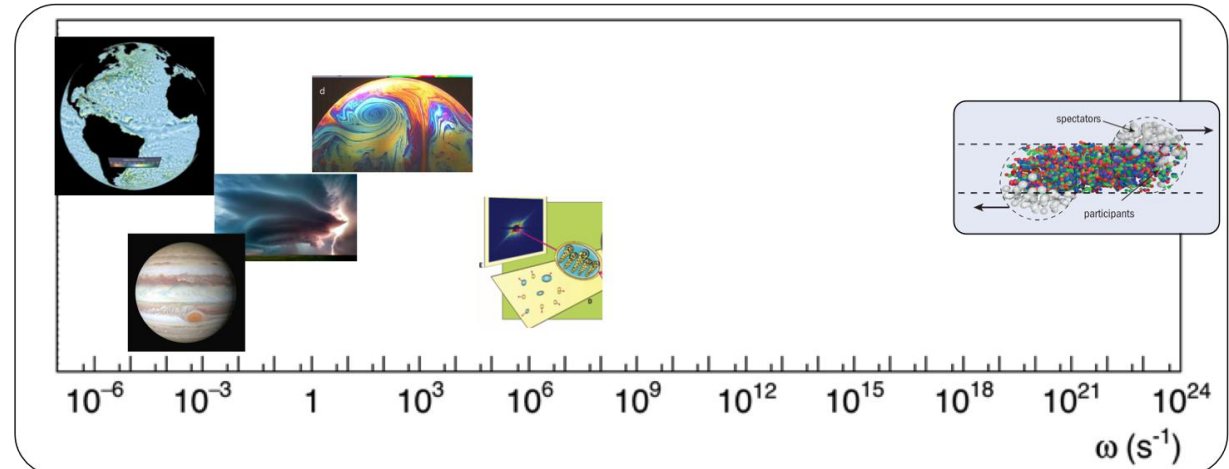 d
spectators
participants
E
b
10⁻⁶ 10⁻³ 1 10³ 10⁶ 10⁹ 10¹² 10¹⁵ 10¹⁸ 10²¹ 10²⁴
ω (s⁻¹)